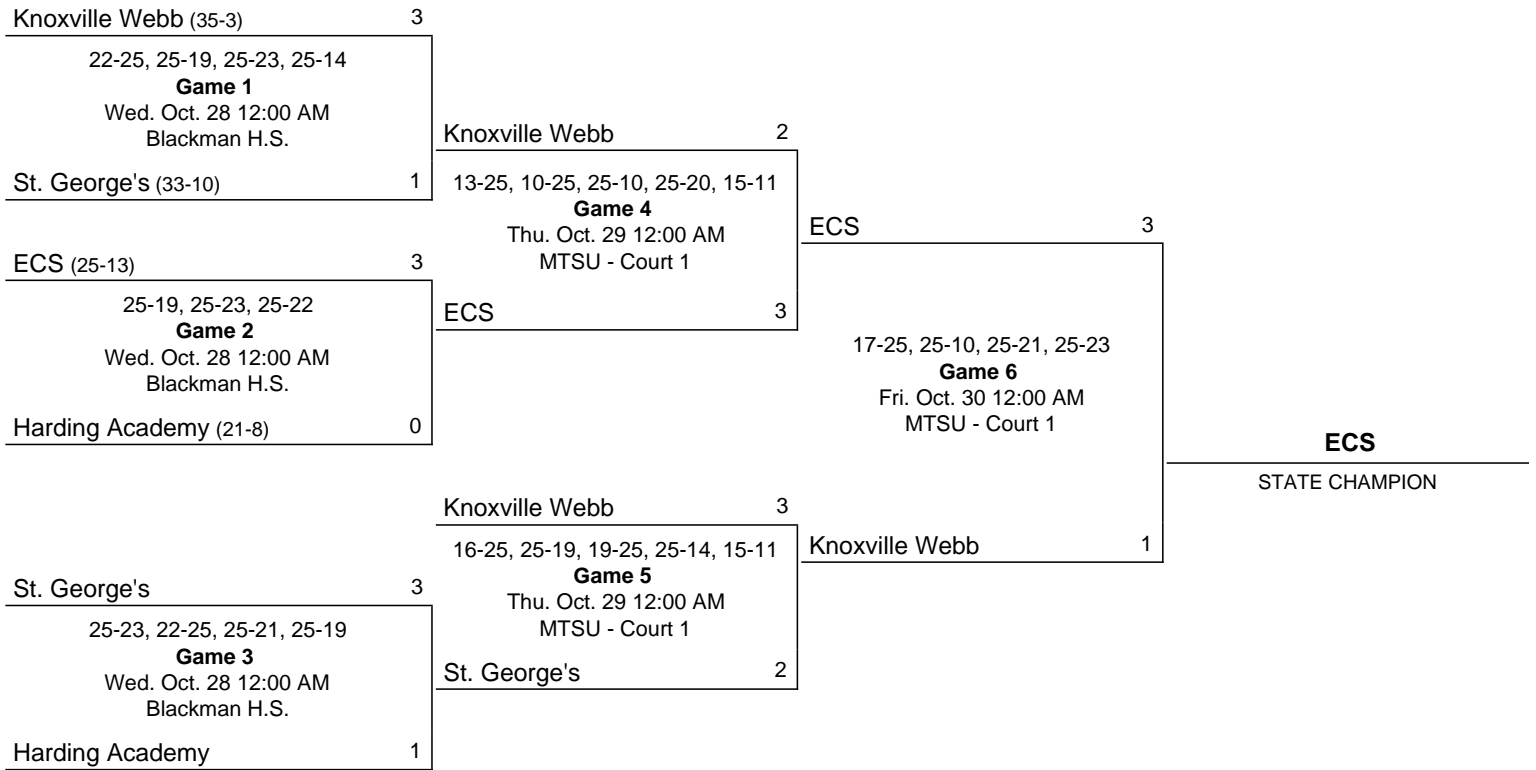 Knoxville Webb (35-3) 3
22-25, 25-19, 25-23, 25-14
Game 1
Wed. Oct. 28 12:00 AM
Blackman H.S.
St. George's (33-10) 1
ECS (25-13) 3
25-19, 25-23, 25-22
Game 2
Wed. Oct. 28 12:00 AM
Blackman H.S.
Harding Academy (21-8) 0
St. George's 3
25-23, 22-25, 25-21, 25-19
Game 3
Wed. Oct. 28 12:00 AM
Blackman H.S.
Harding Academy 1
Knoxville Webb 2
13-25, 10-25, 25-10, 25-20, 15-11
Game 4
Thu. Oct. 29 12:00 AM
MTSU - Court 1
ECS 3
Knoxville Webb 3
16-25, 25-19, 19-25, 25-14, 15-11
Game 5
Thu. Oct. 29 12:00 AM
MTSU - Court 1
St. George's 2
ECS 3
17-25, 25-10, 25-21, 25-23
Game 6
Fri. Oct. 30 12:00 AM
MTSU - Court 1
Knoxville Webb 1
ECS
STATE CHAMPION